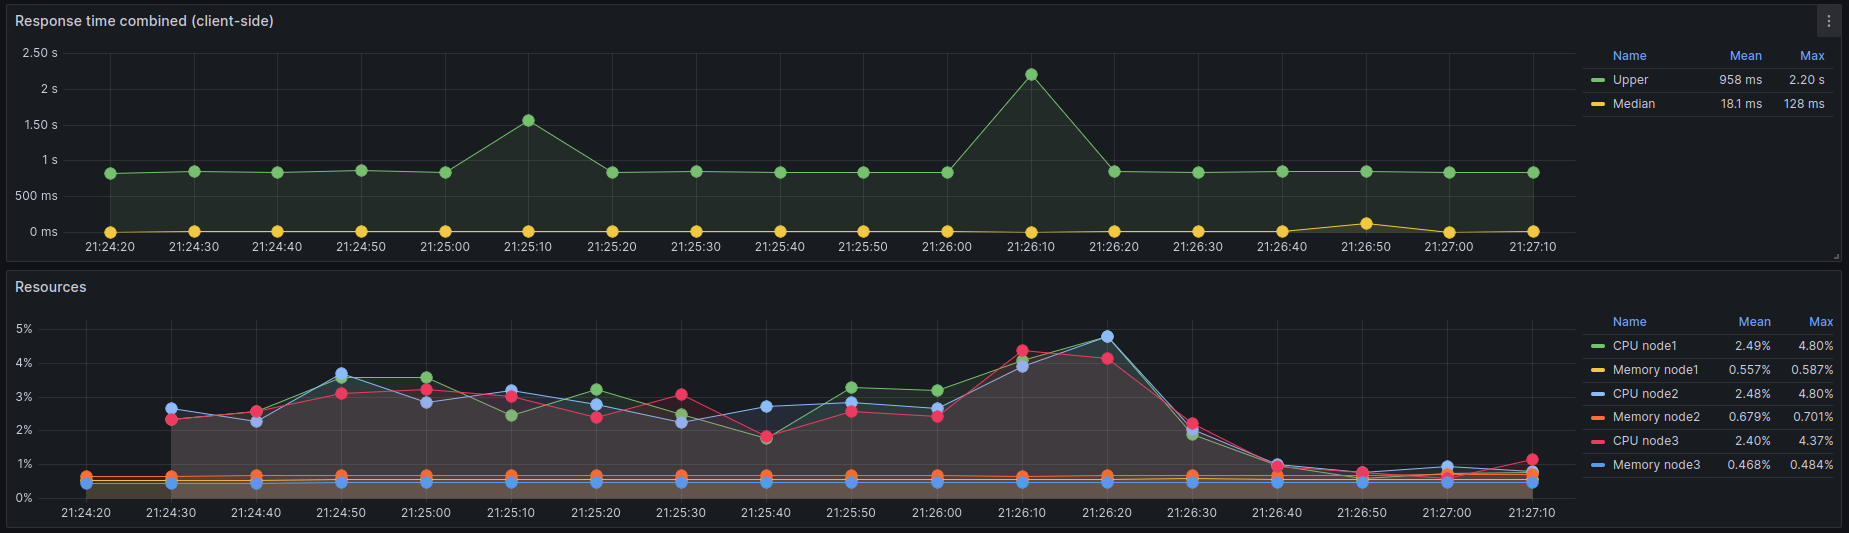 Response time combined (client-side)
2.50 s
2 s
1.50 s
1 s
500 ms
0 ms
21:24:20 21:24:30 21:24:40 21:24:50 21:25:00 21:25:10 21:25:20 21:25:30 21:25:40 21:25:50 21:26:00 21:26:10 21:26:20 21:26:30 21:26:40 21:26:50 21:27:00 21:27:10
Name Mean Max
Upper 958 ms 2.20 s
Median 18.1 ms 128 ms
Resources
5%
4%
3%
2%
1%
0%
21:24:20 21:24:30 21:24:40 21:24:50 21:25:00 21:25:10 21:25:20 21:25:30 21:25:40 21:25:50 21:26:00 21:26:10 21:26:20 21:26:30 21:26:40 21:26:50 21:27:00 21:27:10
Name Mean Max
CPU node1 2.49% 4.80%
Memory node1 0.557% 0.587%
CPU node2 2.48% 4.80%
Memory node2 0.679% 0.701%
CPU node3 2.40% 4.37%
Memory node3 0.468% 0.484%